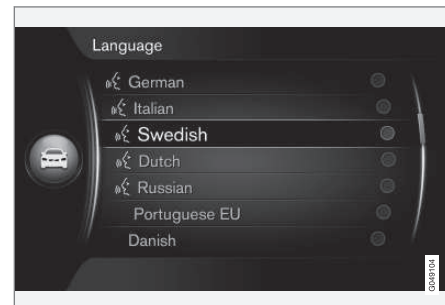 Language
German
Italian
Swedish
Dutch
Russian
Portuguese EU
Danish
G049104